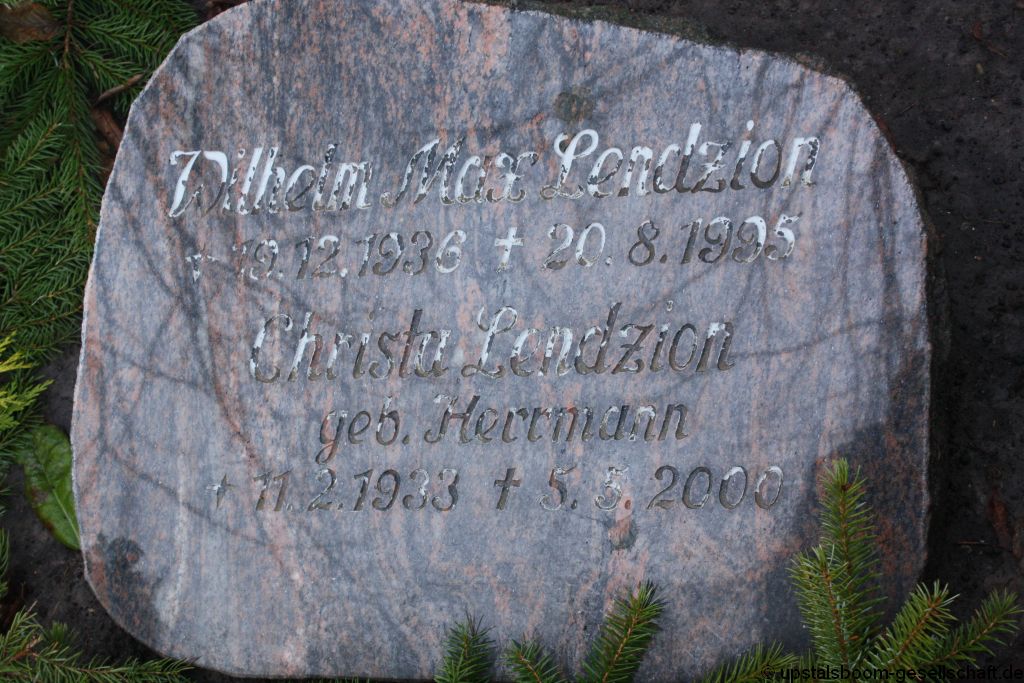 Wilhelm Max Lendzion
* 19.12.1936 † 20.8.1995
Christa Lendzion
geb. Herrmann
* 11.2.1933 † 5.5.2000
© upstalsboom-gesellschaft.de